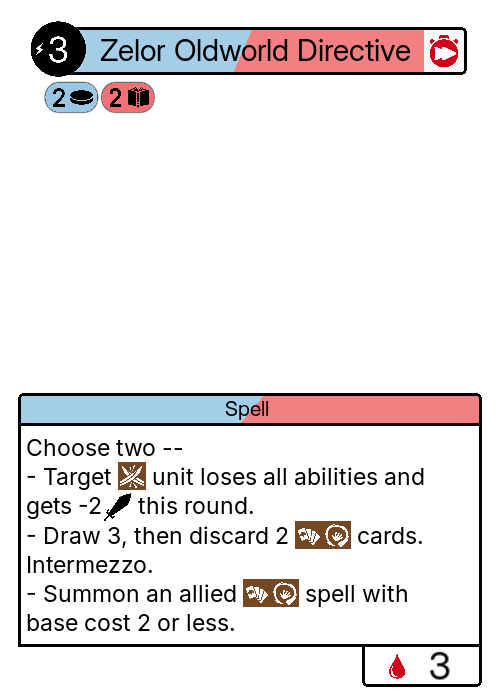 3 Zelor Oldworld Directive
2 2
Spell
Choose two --
- Target unit loses all abilities and
gets -2 this round.
- Draw 3, then discard 2 cards.
Intermezzo.
- Summon an allied spell with
base cost 2 or less.
3